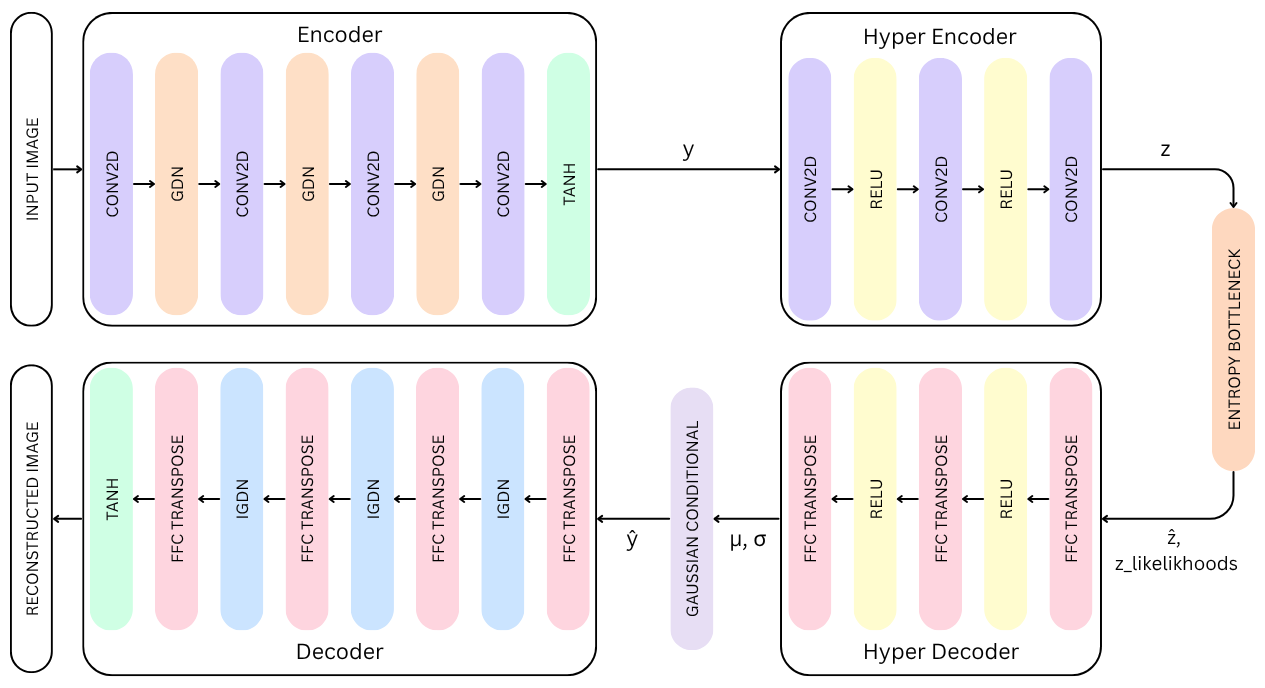 INPUT IMAGE
Encoder
CONV2D
GDN
CONV2D
GDN
CONV2D
GDN
CONV2D
TANH
y
Hyper Encoder
CONV2D
RELU
CONV2D
RELU
CONV2D
z
ENTROPY BOTTLENECK
RECONSTRUCTED IMAGE
TANH
FFC TRANSPOSE
IGDN
FFC TRANSPOSE
IGDN
FFC TRANSPOSE
IGDN
FFC TRANSPOSE
Decoder
ŷ
GAUSSIAN CONDITIONAL
μ, σ
FFC TRANSPOSE
RELU
FFC TRANSPOSE
RELU
FFC TRANSPOSE
Hyper Decoder
ẑ,
z_likelikhoods